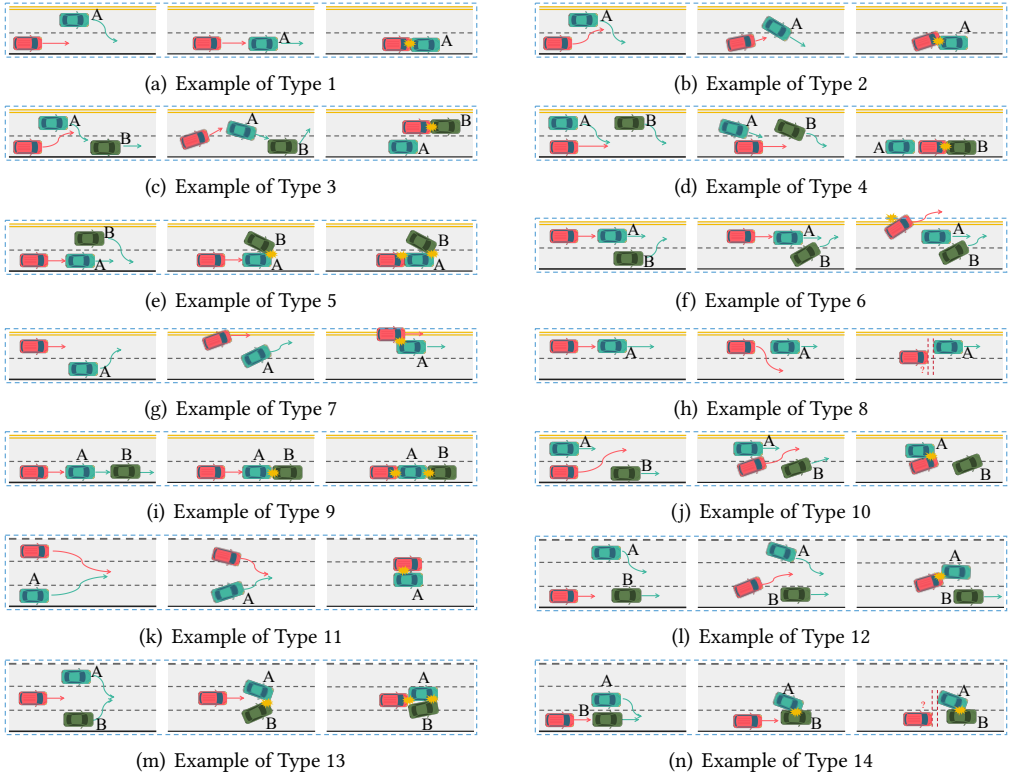 A A A
(a) Example of Type 1
A A A
(b) Example of Type 2
A B A B B A
(c) Example of Type 3
A B A B A B
(d) Example of Type 4
B A B A B A
(e) Example of Type 5
A B A B A B
(f) Example of Type 6
A A A
(g) Example of Type 7
A A ? A
(h) Example of Type 8
A B A B A B
(i) Example of Type 9
A B A B A B
(j) Example of Type 10
A A A
(k) Example of Type 11
A B A B A B
(l) Example of Type 12
A B A B A B
(m) Example of Type 13
A B A B ? A B
(n) Example of Type 14